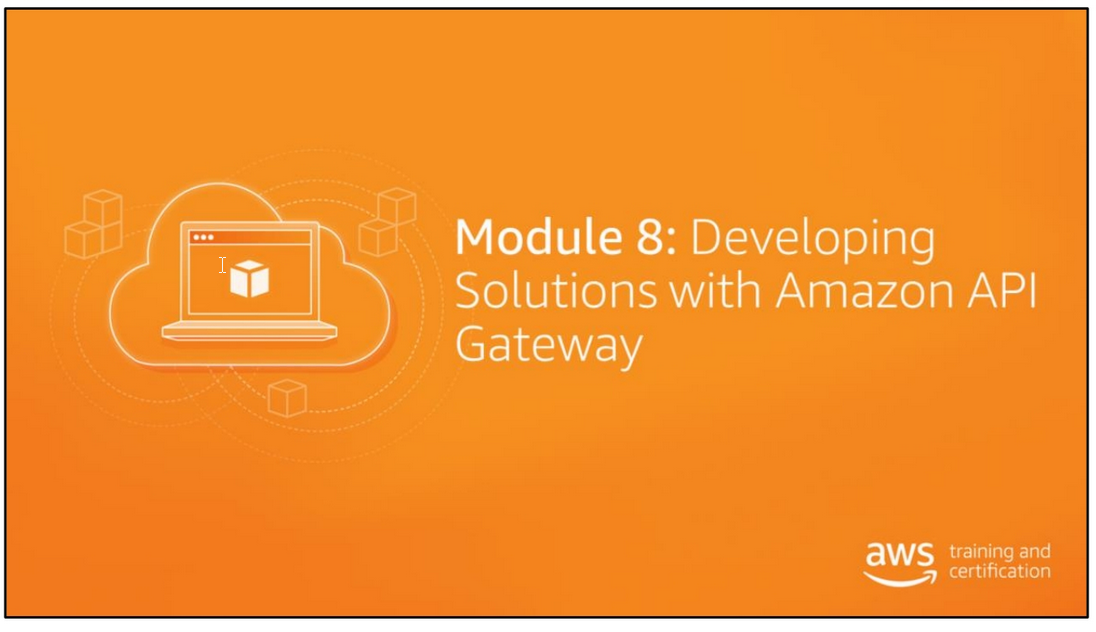 Module 8: Developing
Solutions with Amazon API
Gateway
aws training and
certification